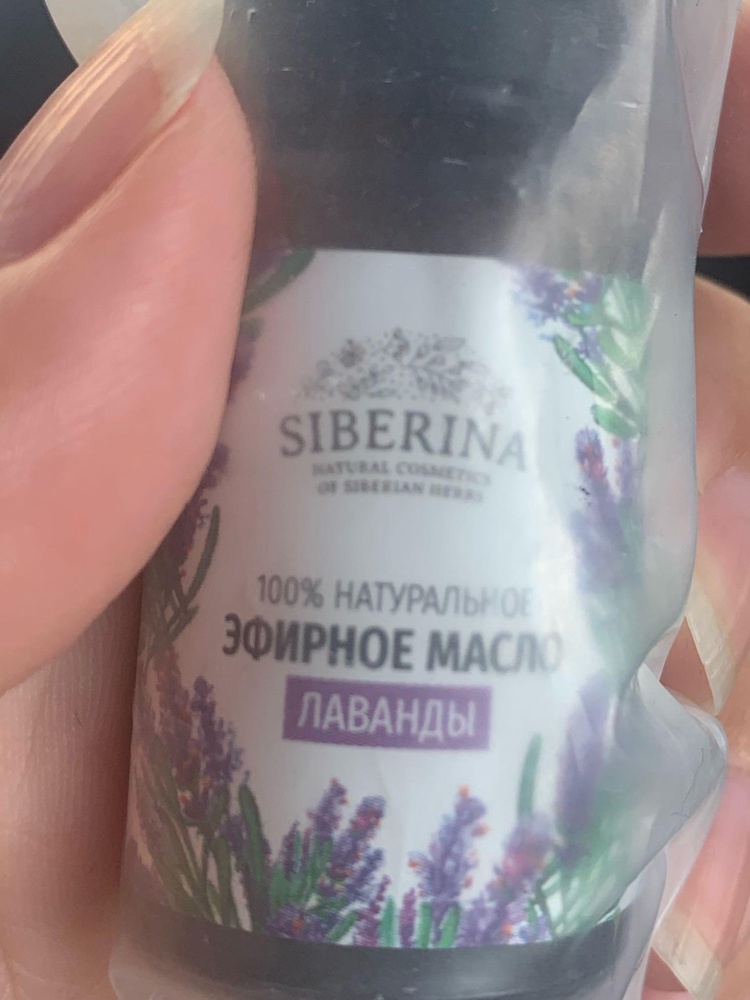 SIBERINA
NATURAL COSMETICS
OF SIBERIAN HERBS
100% НАТУРАЛЬНОЕ
ЭФИРНОЕ МАСЛО
ЛАВАНДЫ